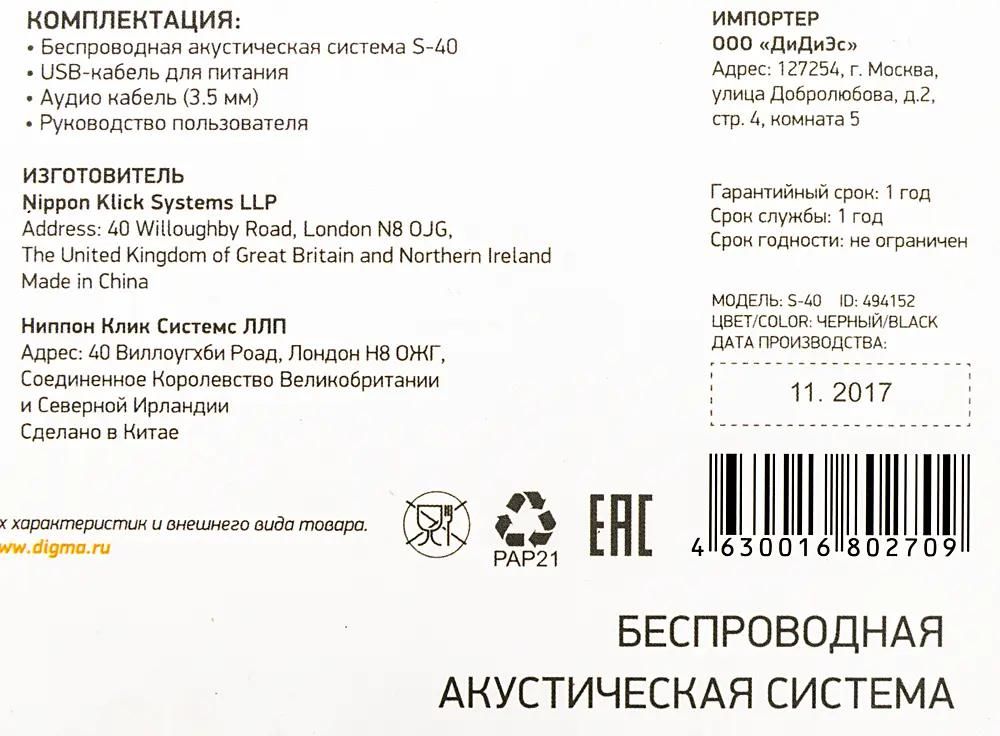 КОМПЛЕКТАЦИЯ:
• Беспроводная акустическая система S-40
• USB-кабель для питания
• Аудио кабель (3.5 мм)
• Руководство пользователя
ИЗГОТОВИТЕЛЬ
Nippon Klick Systems LLP
Address: 40 Willoughby Road, London N8 OJG,
The United Kingdom of Great Britain and Northern Ireland
Made in China
Ниппон Клик Системс ЛЛП
Адрес: 40 Виллоугхби Роад, Лондон Н8 ОЖГ,
Соединенное Королевство Великобритании
и Северной Ирландии
Сделано в Китае
х характеристик и внешнего вида товара.
ww.digma.ru
ИМПОРТЕР
ООО «ДиДиЭс»
Адрес: 127254, г. Москва,
улица Добролюбова, д.2,
стр. 4, комната 5
Гарантийный срок: 1 год
Срок службы: 1 год
Срок годности: не ограничен
МОДЕЛЬ: S-40 ID: 494152
ЦВЕТ/COLOR: ЧЕРНЫЙ/BLACK
ДАТА ПРОИЗВОДСТВА:
11. 2017
PAP21
EAC
4 630016 802709
БЕСПРОВОДНАЯ
АКУСТИЧЕСКАЯ СИСТЕМА